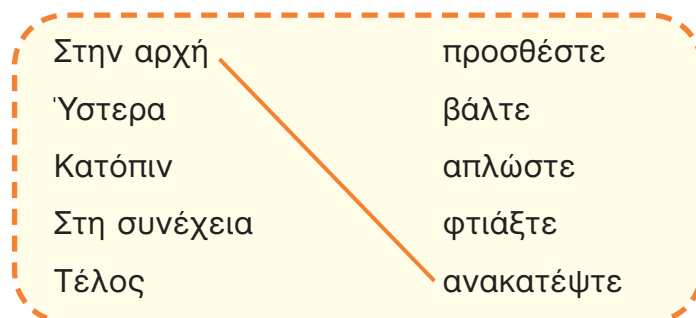 Στην αρχή προσθέστε
Ύστερα βάλτε
Κατόπιν απλώστε
Στη συνέχεια φτιάξτε
Τέλος ανακατέψτε